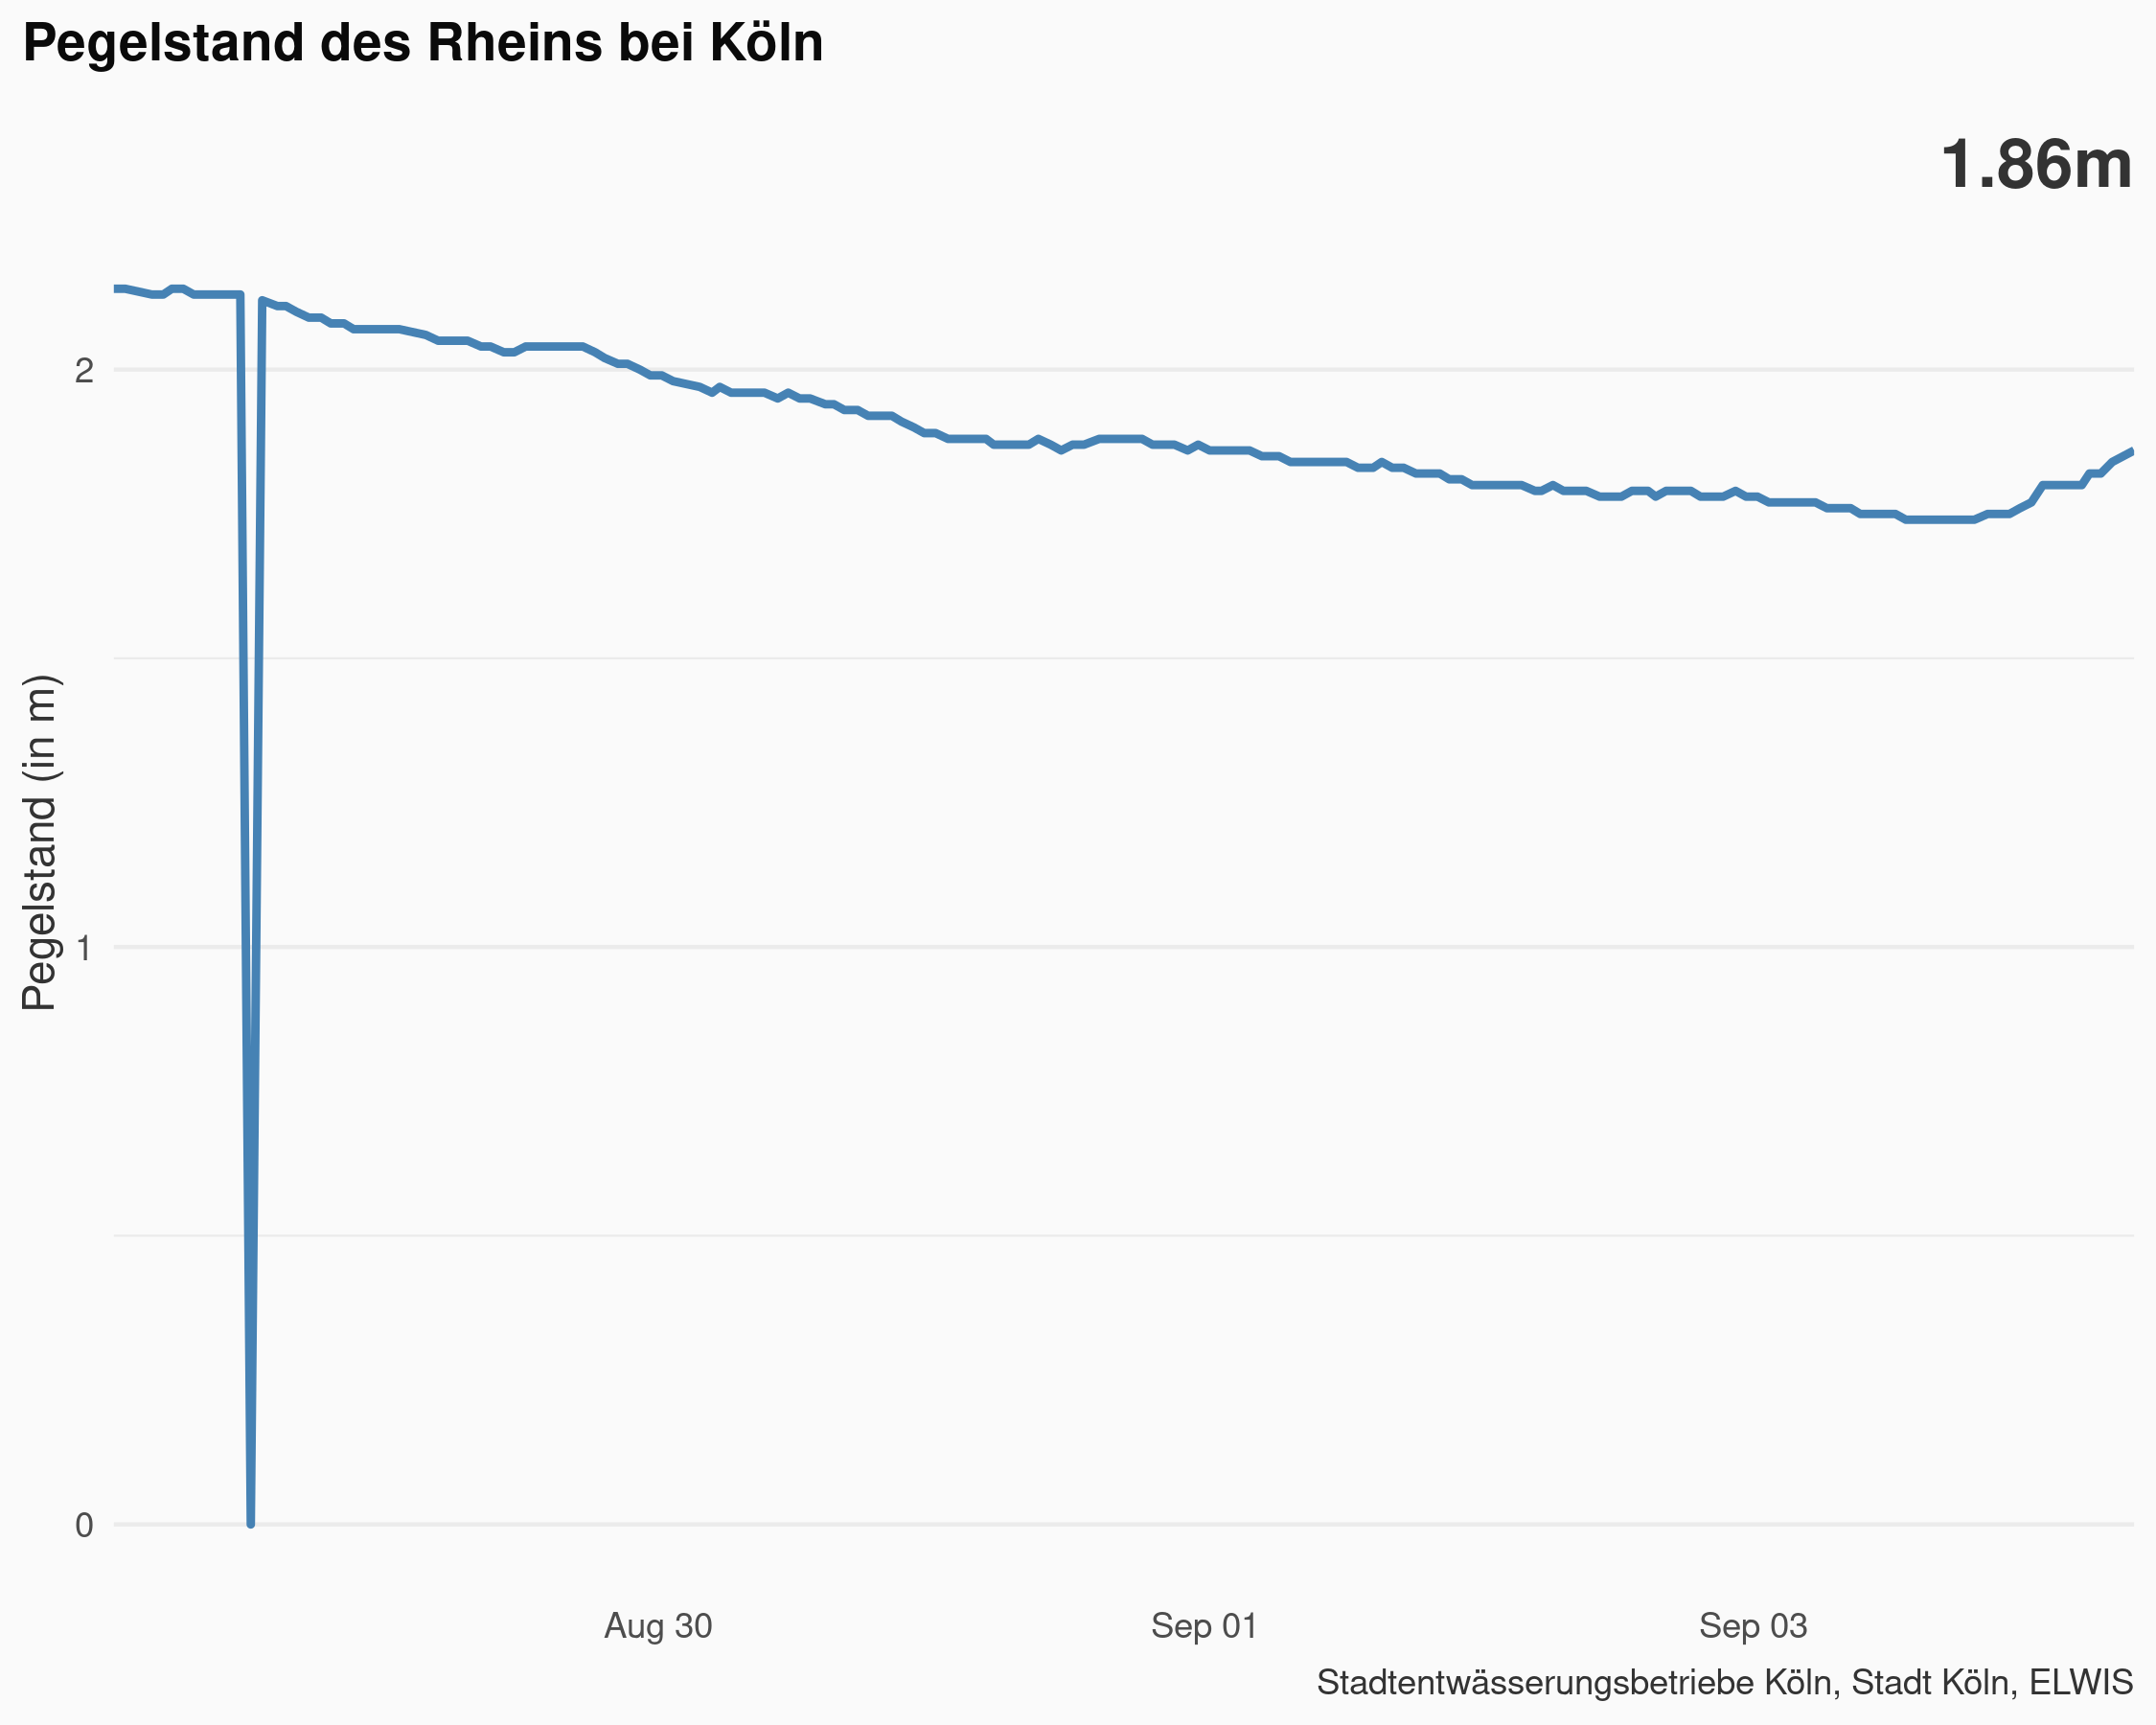 Pegelstand des Rheins bei Köln
1.86m
Pegelstand (in m)
2
1
0
Aug 30
Sep 01
Sep 03
Stadtentwässerungsbetriebe Köln, Stadt Köln, ELWIS